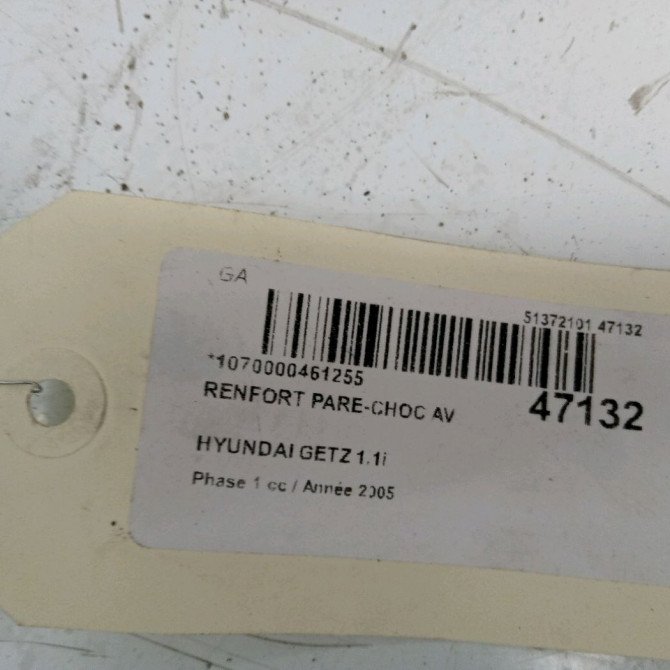 GA
51372101 47132
*1070000461255
RENFORT PARE-CHOC AV
47132
HYUNDAI GETZ 1.1i
Phase 1 cc / Année 2005